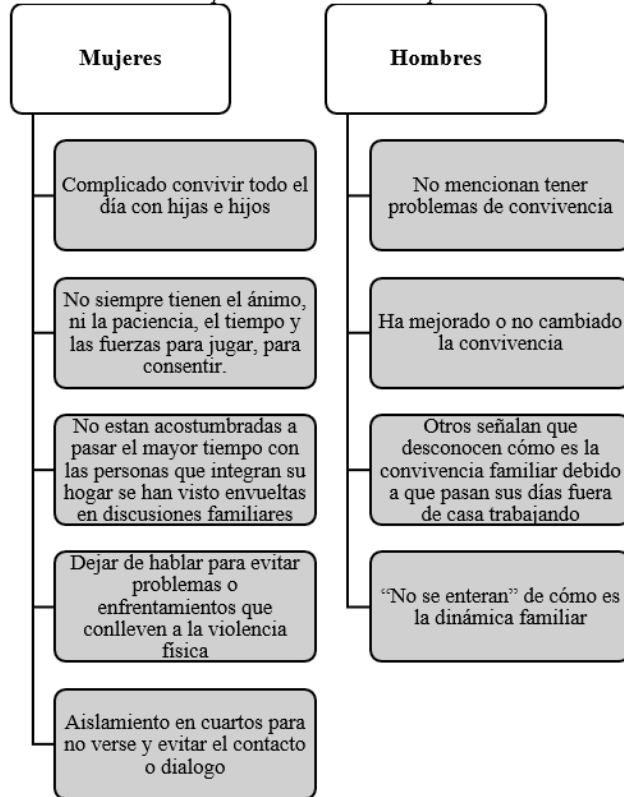 Mujeres
Complicado convivir todo el
día con hijas e hijos
No siempre tienen el ánimo,
ni la paciencia, el tiempo y
las fuerzas para jugar, para
consentir.
No estan acostumbradas a
pasar el mayor tiempo con
las personas que integran su
hogar se han visto envueltas
en discusiones familiares
Dejar de hablar para evitar
problemas o
enfrentamientos que
conlleven a la violencia
física
Aislamiento en cuartos para
no verse y evitar el contacto
o dialogo
Hombres
No mencionan tener
problemas de convivencia
Ha mejorado o no cambiado
la convivencia
Otros señalan que
desconocen cómo es la
convivencia familiar debido
a que pasan sus días fuera
de casa trabajando
“No se enteran” de cómo es
la dinámica familiar